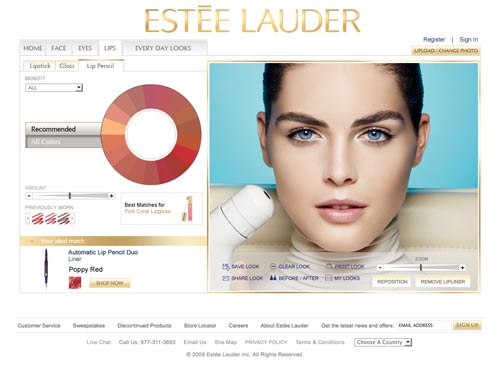 ESTĒE LAUDER
Register | Sign In
HOME FACE EYES LIPS EVERY DAY LOOKS
UPLOAD / CHANGE PHOTO
Lipstick Gloss Lip Pencil
BENEFIT
ALL
Recommended
All Colors
AMOUNT
PREVIOUSLY WORN
Best Matches for
Pink Coral Lipgloss
Your ideal match
Automatic Lip Pencil Duo
Liner
Poppy Red
SHOP NOW
SAVE LOOK CLEAR LOOK PRINT LOOK
ZOOM
SHARE LOOK BEFORE / AFTER MY LOOKS
REPOSITION REMOVE LIPLINER
Customer Service Sweepstakes Discontinued Products Store Locator Careers About Estée Lauder Get the latest news and offers: EMAIL ADDRESS SIGN UP
Live Chat Call Us: 877-311-3883 Email Us Site Map PRIVACY POLICY Terms & Conditions Choose A Country
© 2009 Estée Lauder Inc. All Rights Reserved.